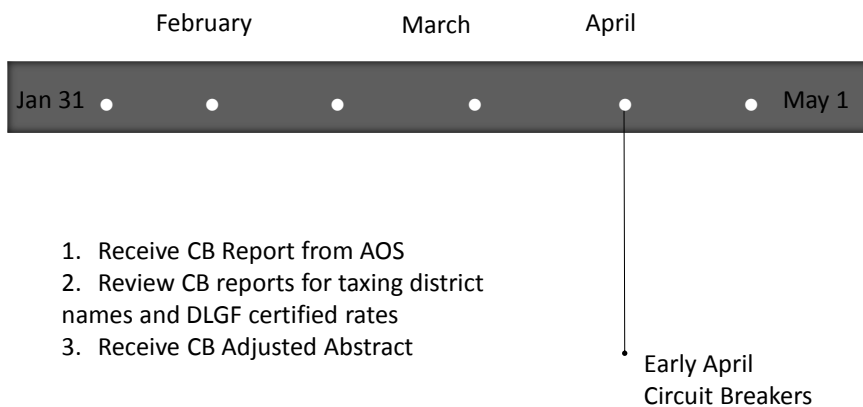 February March April
Jan 31 May 1
1. Receive CB Report from AOS
2. Review CB reports for taxing district
names and DLGF certified rates
3. Receive CB Adjusted Abstract
Early April
Circuit Breakers